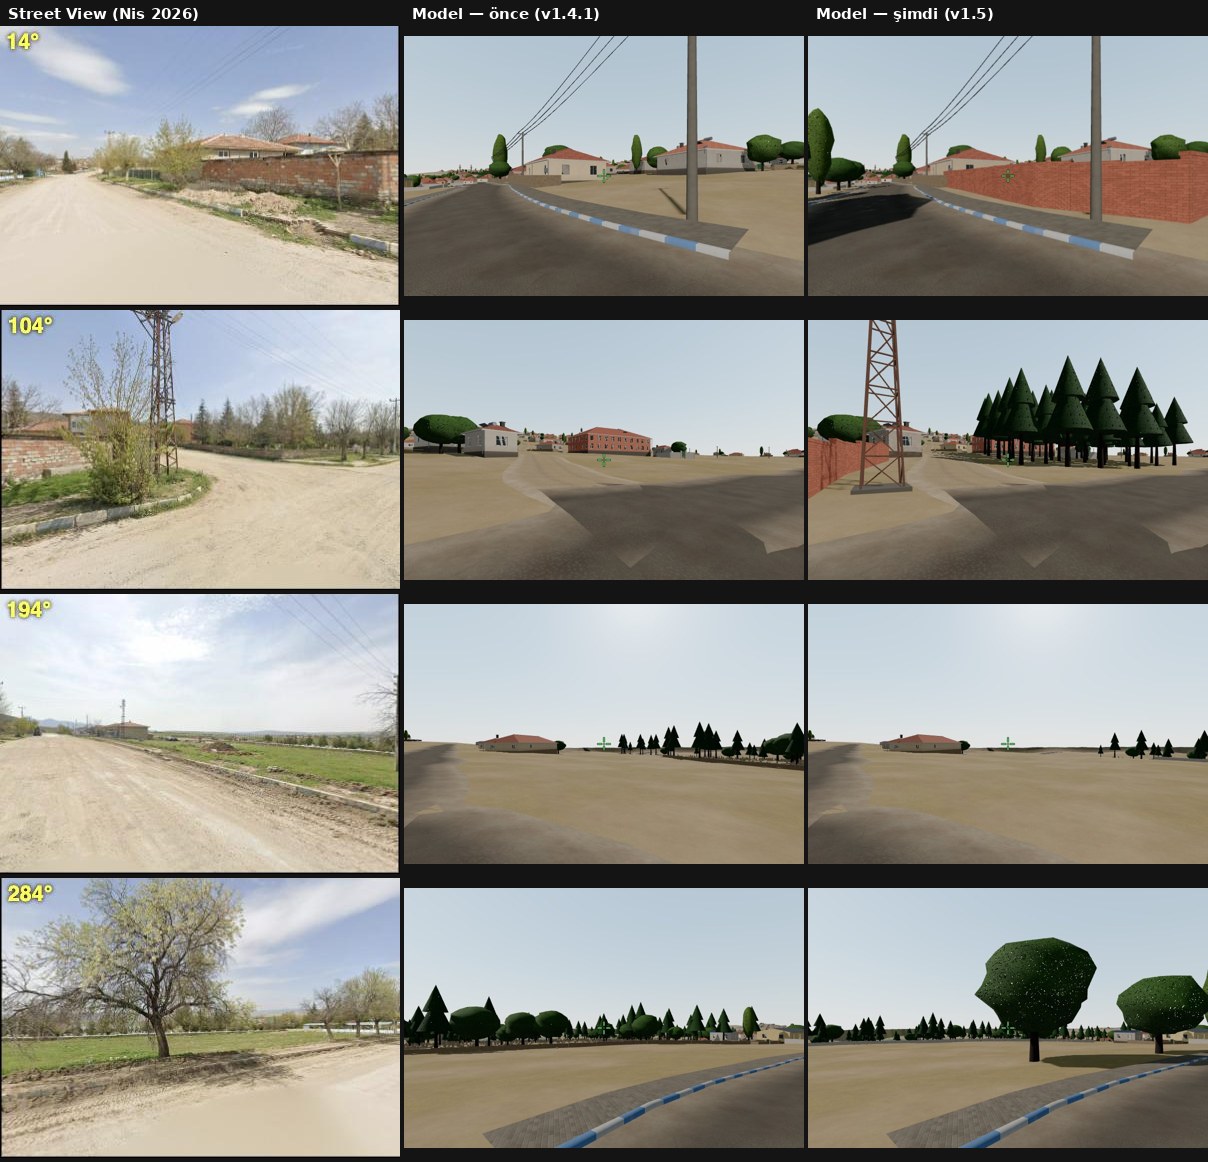 Street View (Nis 2026)
Model — önce (v1.4.1)
Model — şimdi (v1.5)
14°
104°
194°
284°